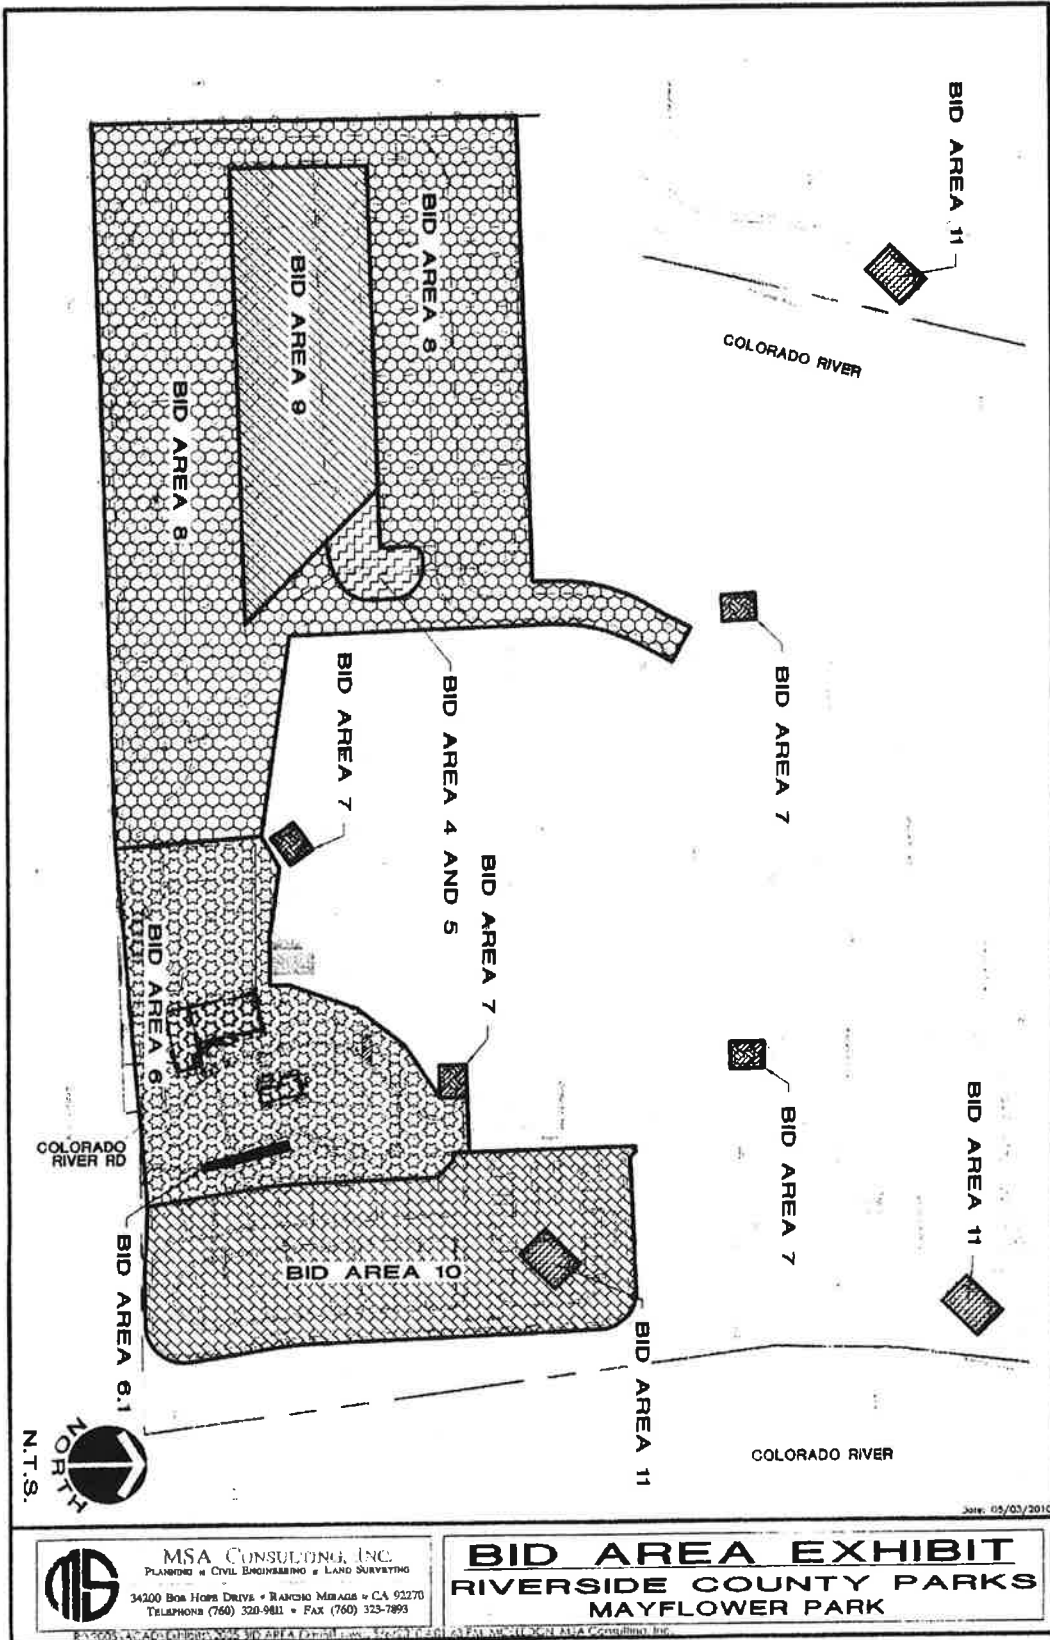 BID AREA 11
COLORADO RIVER
BID AREA 8
BID AREA 9
BID AREA 8
BID AREA 7
BID AREA 7
BID AREA 4 AND 5
BID AREA 7
BID AREA 6
BID AREA 7
BID AREA 11
COLORADO
RIVER RD
BID AREA 6.1
BID AREA 10
BID AREA 11
COLORADO RIVER
NORTH
N.T.S.
Date: 05/03/2010
MSA CONSULTING, INC.
PLANNING CIVIL ENGINEERING LAND SURVEYING
34200 BOB HOPE DRIVE RANCHO MIRAGE CA 92270
TELEPHONE (760) 320-9811 FAX (760) 323-7893
BID AREA EXHIBIT
RIVERSIDE COUNTY PARKS
MAYFLOWER PARK
MSA Consulting, Inc.